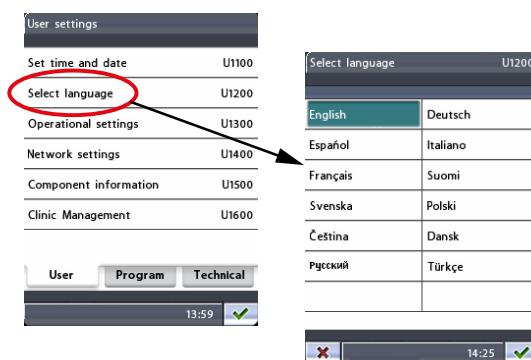 User settings
Set time and date U1100
Select language U1200
Operational settings U1300
Network settings U1400
Component information U1500
Clinic Management U1600
User Program Technical
13:59
Select language U1200
English Deutsch
Español Italiano
Français Suomi
Svenska Polski
Čeština Dansk
Русский Türkçe
14:25